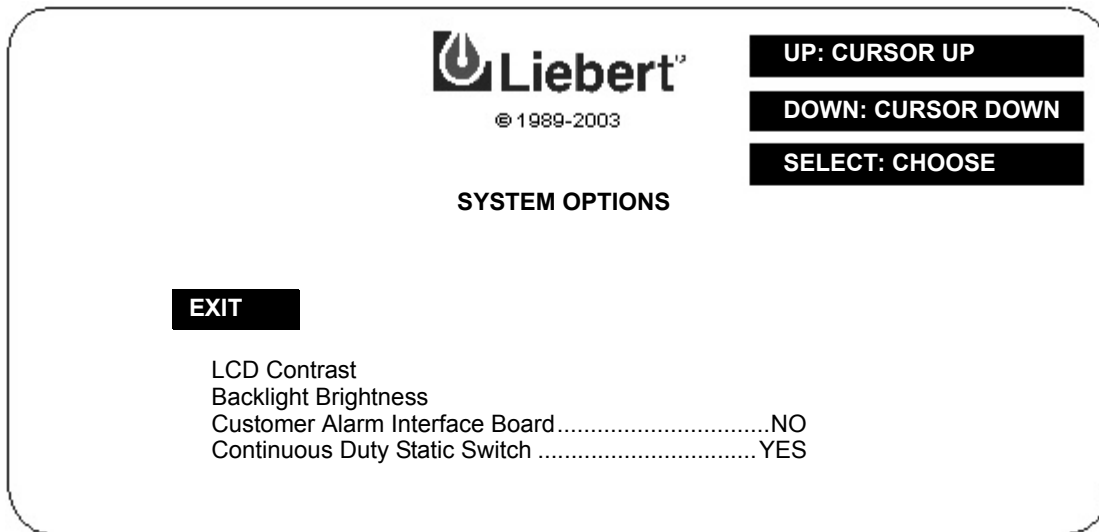 Liebert
© 1989-2003
UP: CURSOR UP
DOWN: CURSOR DOWN
SELECT: CHOOSE
SYSTEM OPTIONS
EXIT
LCD Contrast
Backlight Brightness
Customer Alarm Interface Board................................NO
Continuous Duty Static Switch .................................YES